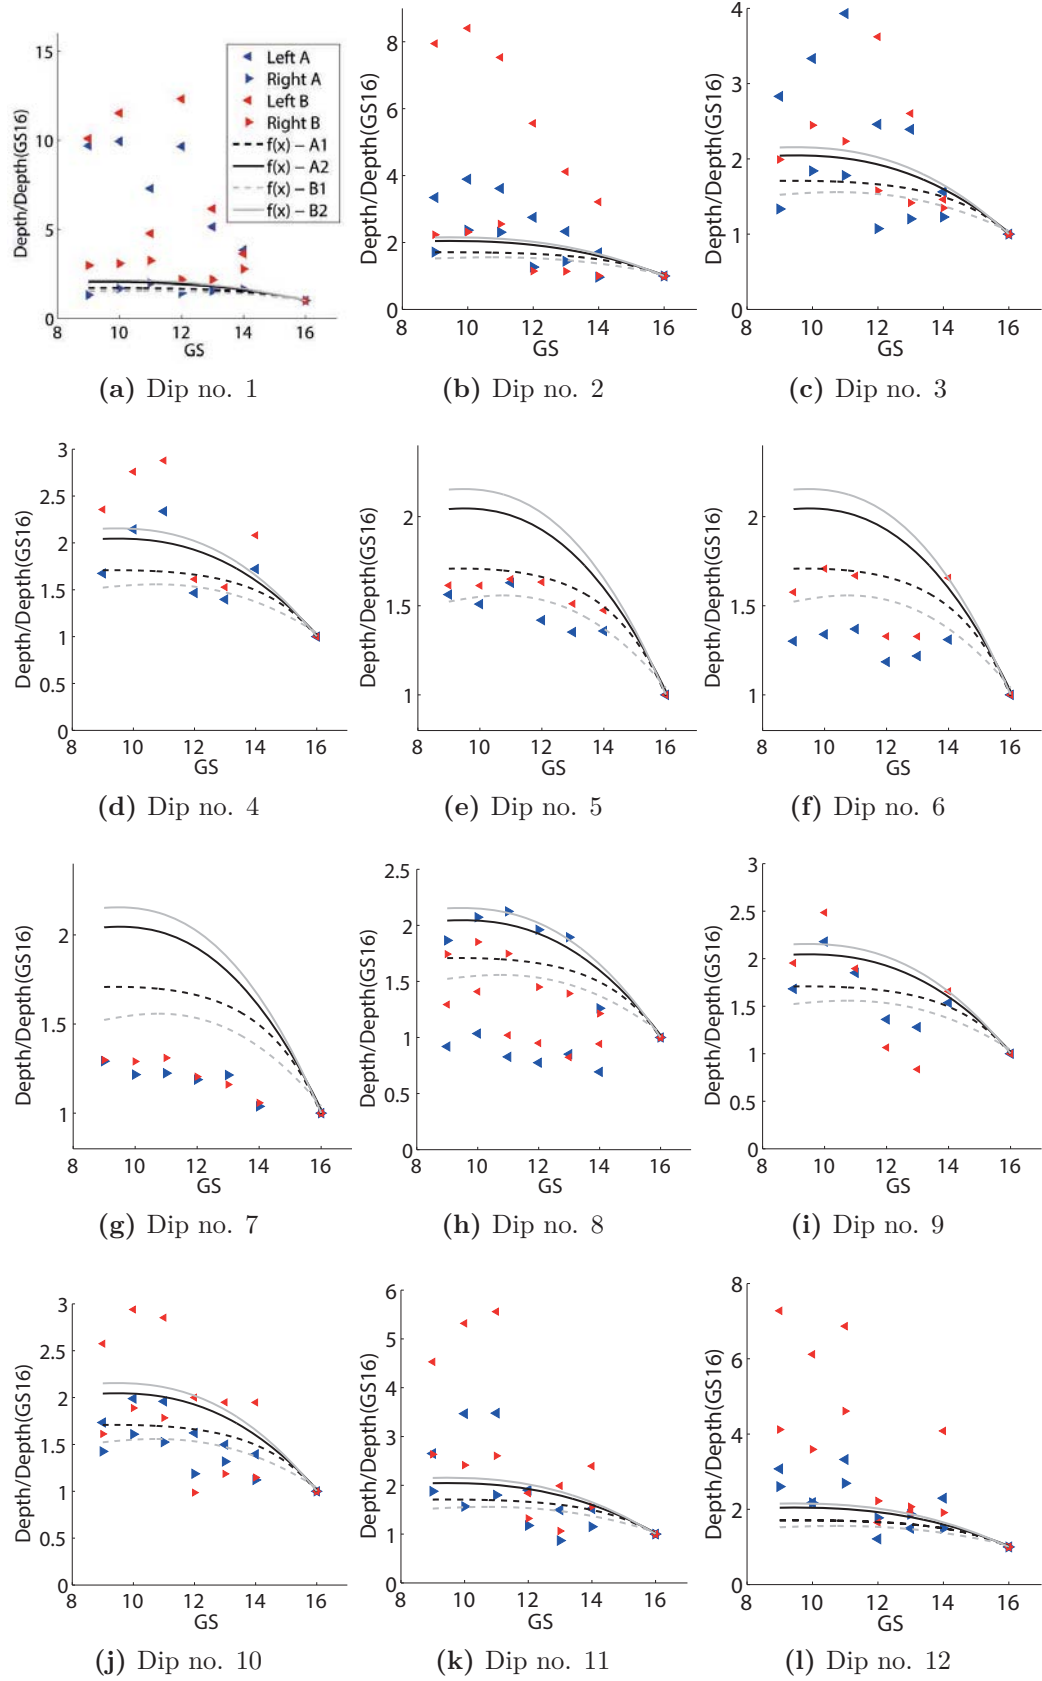 Depth/Depth(GS16)
15
10
5
0
8
10
12
14
16
GS
Left A
Right A
Left B
Right B
f(x) – A1
f(x) – A2
f(x) – B1
f(x) – B2
(a) Dip no. 1
Depth/Depth(GS16)
8
6
4
2
0
8
10
12
14
16
GS
(b) Dip no. 2
Depth/Depth(GS16)
4
3
2
1
0
8
10
12
14
16
GS
(c) Dip no. 3
Depth/Depth(GS16)
3
2.5
2
1.5
1
0.5
0
8
10
12
14
16
GS
(d) Dip no. 4
Depth/Depth(GS16)
2
1.5
1
8
10
12
14
16
GS
(e) Dip no. 5
Depth/Depth(GS16)
2
1.5
1
8
10
12
14
16
GS
(f) Dip no. 6
Depth/Depth(GS16)
2
1.5
1
8
10
12
14
16
GS
(g) Dip no. 7
Depth/Depth(GS16)
2.5
2
1.5
1
0.5
0
8
10
12
14
16
GS
(h) Dip no. 8
Depth/Depth(GS16)
3
2.5
2
1.5
1
0.5
0
8
10
12
14
16
GS
(i) Dip no. 9
Depth/Depth(GS16)
3
2.5
2
1.5
1
0.5
0
8
10
12
14
16
GS
(j) Dip no. 10
Depth/Depth(GS16)
6
5
4
3
2
1
0
8
10
12
14
16
GS
(k) Dip no. 11
Depth/Depth(GS16)
8
6
4
2
0
8
10
12
14
16
GS
(l) Dip no. 12